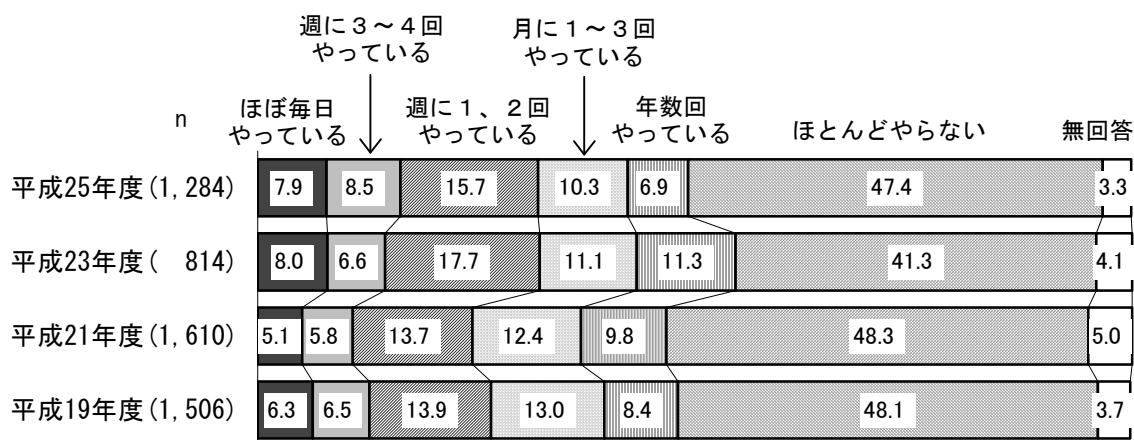 週に３～４回
やっている
月に１～３回
やっている
n
ほぼ毎日
やっている
週に１、２回
やっている
年数回
やっている
ほとんどやらない
無回答
平成25年度(1,284) 7.9 8.5 15.7 10.3 6.9 47.4 3.3
平成23年度(　814) 8.0 6.6 17.7 11.1 11.3 41.3 4.1
平成21年度(1,610) 5.1 5.8 13.7 12.4 9.8 48.3 5.0
平成19年度(1,506) 6.3 6.5 13.9 13.0 8.4 48.1 3.7